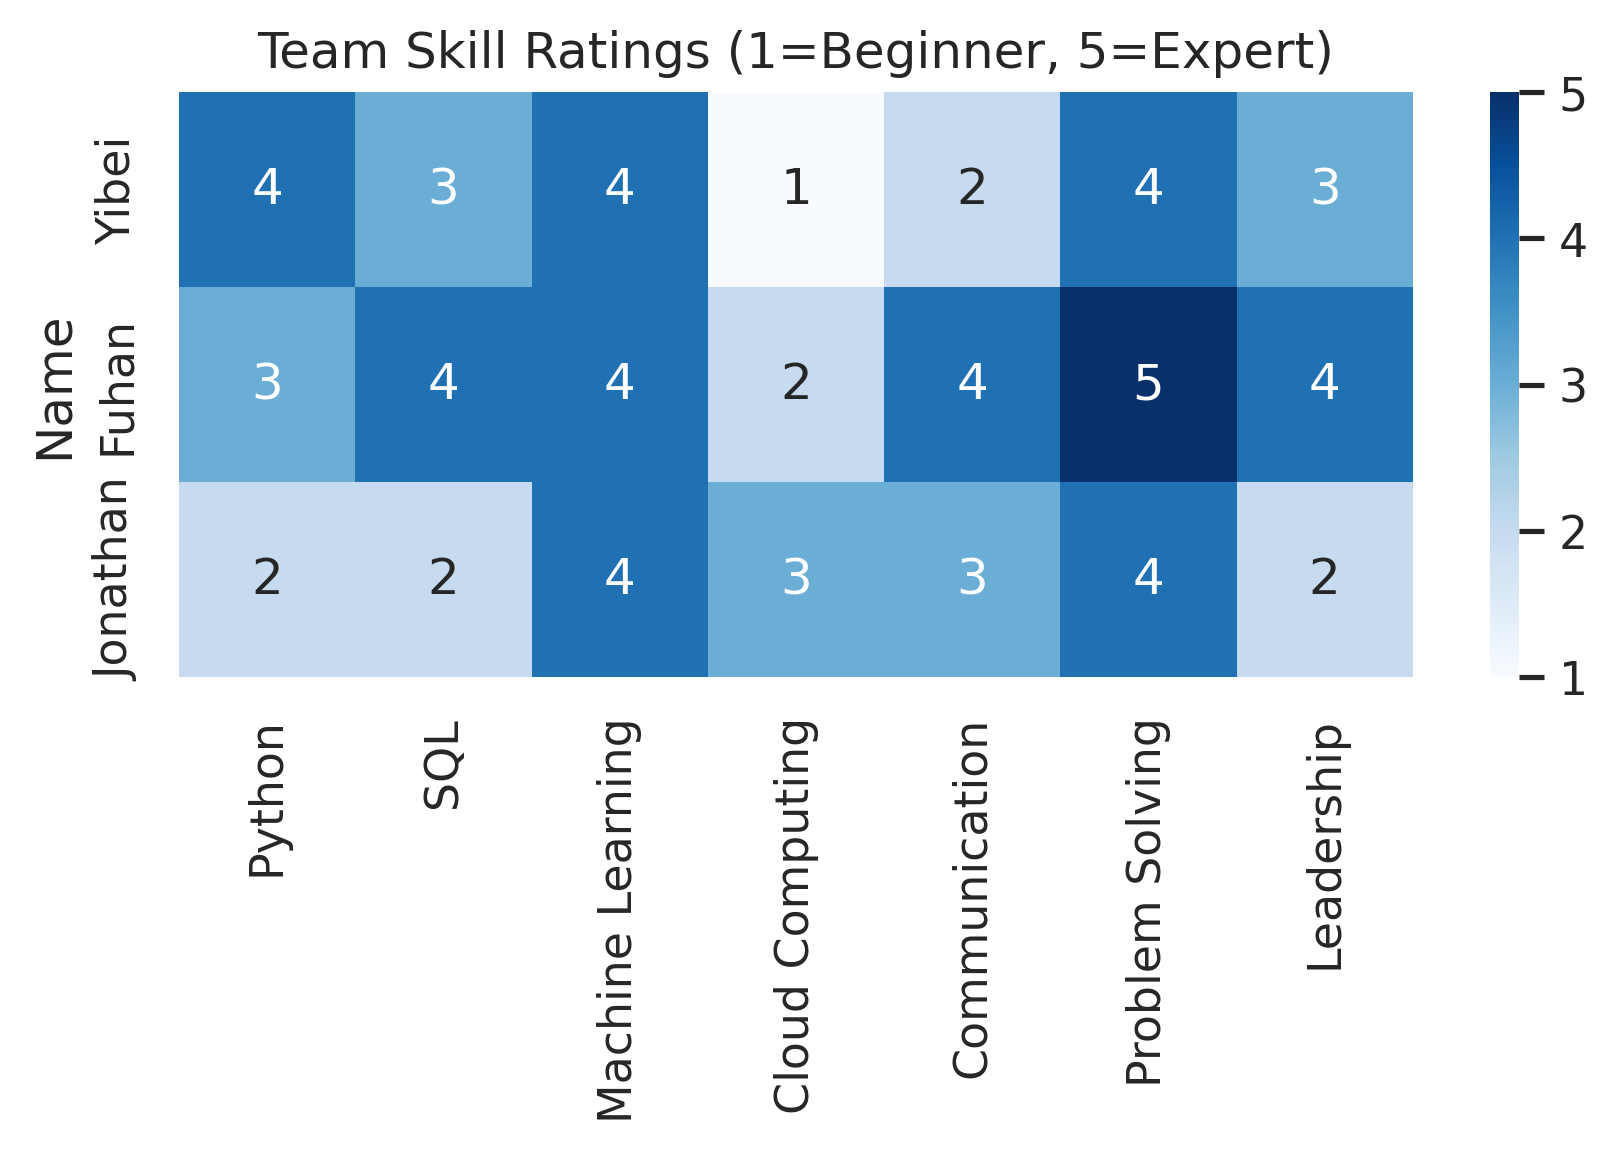 Team Skill Ratings (1=Beginner, 5=Expert)
Name
Yibei
4 3 4 1 2 4 3
Fuhan
3 4 4 2 4 5 4
Jonathan
2 2 4 3 3 4 2
Python
SQL
Machine Learning
Cloud Computing
Communication
Problem Solving
Leadership
5
4
3
2
1